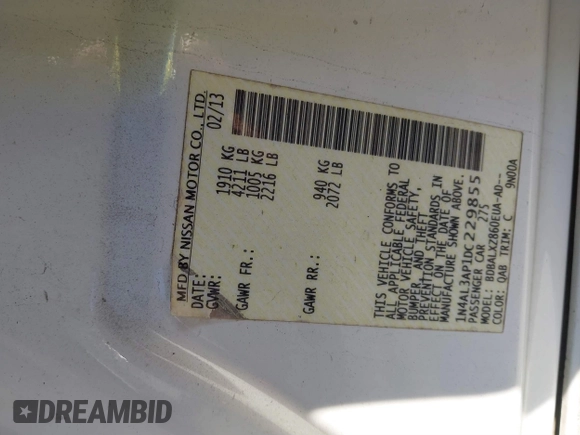 MFD BY NISSAN MOTOR CO., LTD.
DATE: 02/13
GVWR: 1910 KG
4211 LB
GAWR FR.: 1005 KG
2216 LB
GAWR RR.: 940 KG
2072 LB
THIS VEHICLE CONFORMS TO
ALL APPLICABLE FEDERAL
MOTOR VEHICLE SAFETY,
BUMPER, AND THEFT
PREVENTION STANDARDS IN
EFFECT ON THE DATE OF
MANUFACTURE SHOWN ABOVE.
1N4AL3AP1DC229855
PASSENGER CAR 275
MODEL: BDBALXZ860EUA-AD--
COLOR: QAB TRIM: C 9W00A
DREAMBID